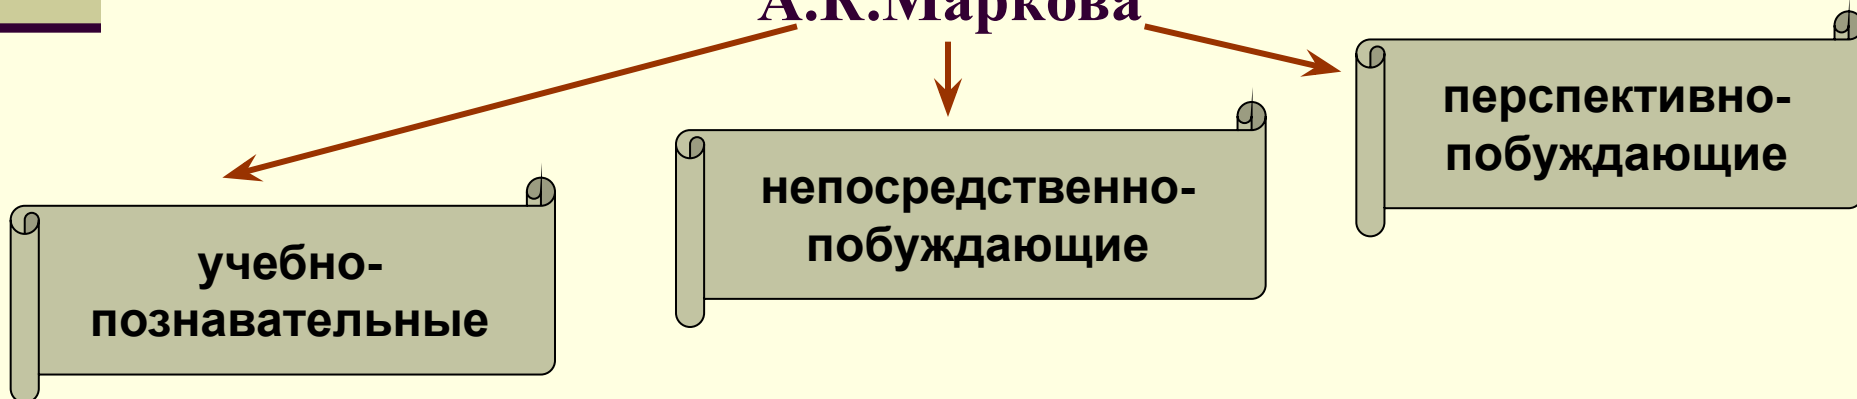 А.К.Маркова
учебно-
познавательные
непосредственно-
побуждающие
перспективно-
побуждающие